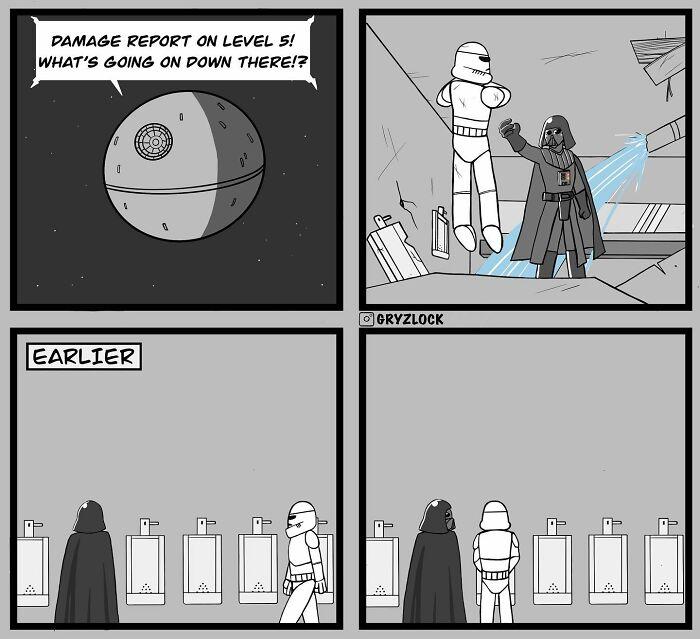 DAMAGE REPORT ON LEVEL 5!
WHAT'S GOING ON DOWN THERE!?
GRYZLOCK
EARLIER